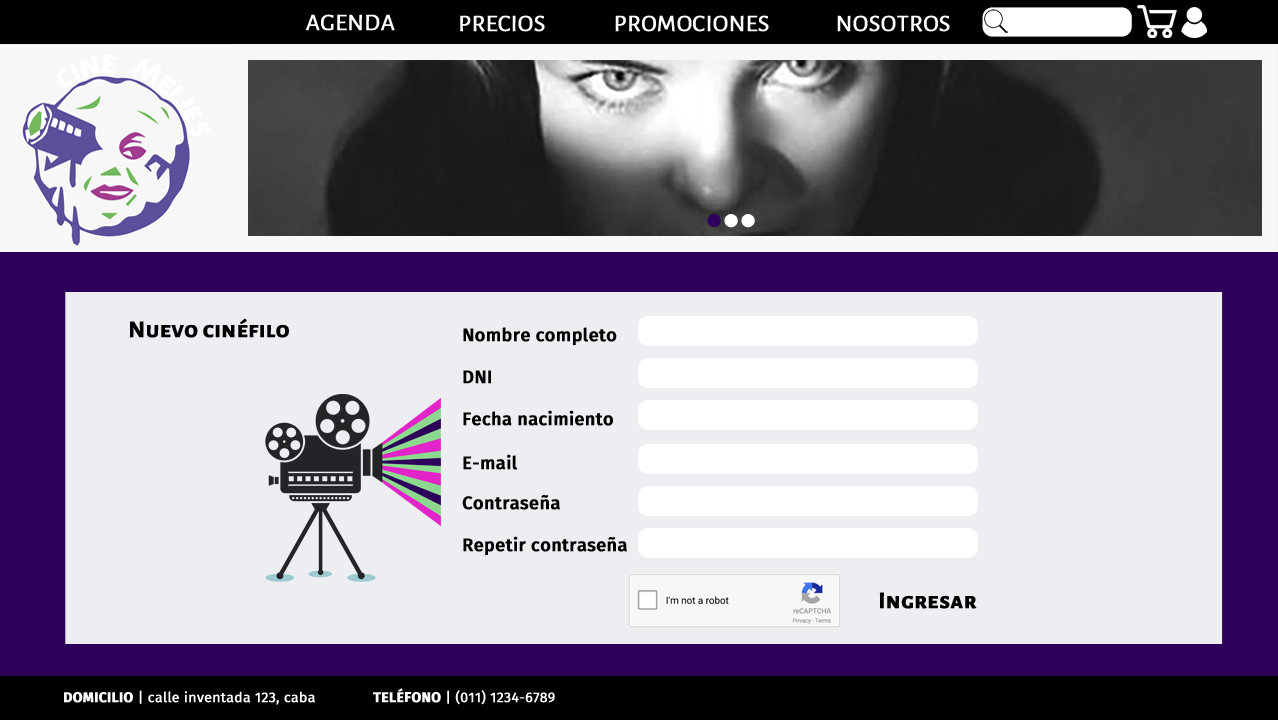 AGENDA PRECIOS PROMOCIONES NOSOTROS
CINE MELIES
Nuevo cinéfilo
Nombre completo
DNI
Fecha nacimiento
E-mail
Contraseña
Repetir contraseña
I'm not a robot
reCAPTCHA
Privacy - Terms
Ingresar
DOMICILIO | calle inventada 123, caba TELÉFONO | (011) 1234-6789